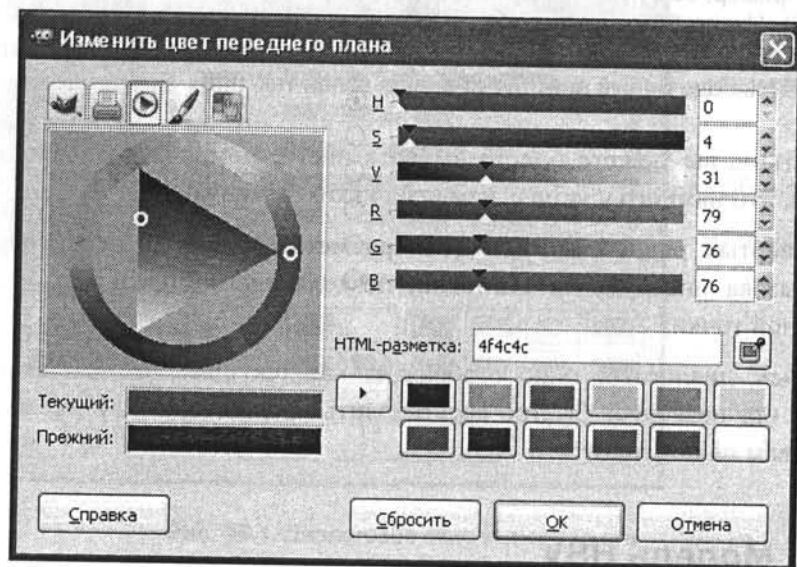 Изменить цвет переднего плана
H 0
S 4
V 31
R 79
G 76
B 76
HTML-разметка: 4f4c4c
Текущий:
Прежний:
Справка
Сбросить
OK
Отмена